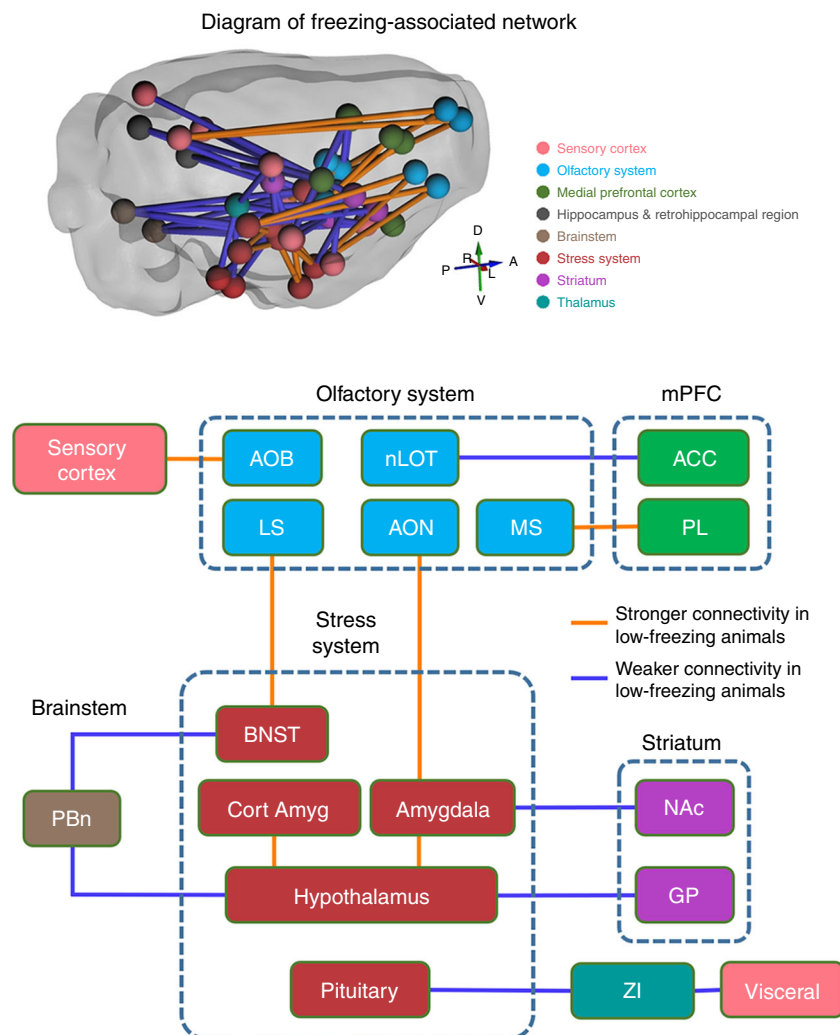 Diagram of freezing-associated network
Sensory cortex
Olfactory system
Medial prefrontal cortex
Hippocampus & retrohippocampal region
Brainstem
Stress system
Striatum
Thalamus
D
R
A
P
L
V
Olfactory system
mPFC
Sensory
cortex
AOB
nLOT
ACC
LS
AON
MS
PL
Stress
system
Stronger connectivity in
low-freezing animals
Weaker connectivity in
low-freezing animals
Brainstem
BNST
Striatum
PBn
Cort Amyg
Amygdala
NAc
Hypothalamus
GP
Pituitary
ZI
Visceral